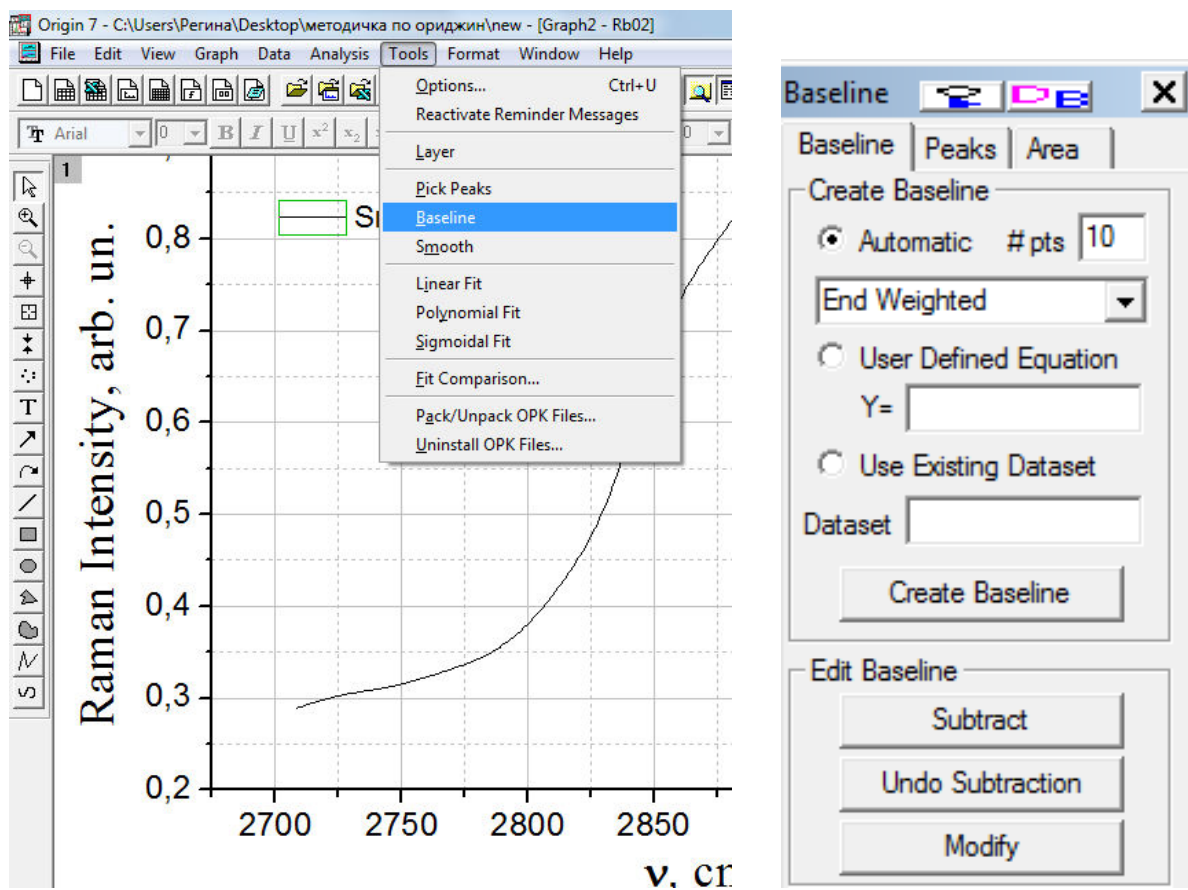 Origin 7 - C:\Users\Регина\Desktop\методичка по ориджин\new - [Graph2 - Rb02]
File Edit View Graph Data Analysis Tools Format Window Help
Arial 0 B I U x² x₂ 0
Options... Ctrl+U
Reactivate Reminder Messages
Layer
Pick Peaks
Baseline
Smooth
Linear Fit
Polynomial Fit
Sigmoidal Fit
Fit Comparison...
Pack/Unpack OPK Files...
Uninstall OPK Files...
1
Raman Intensity, arb. un.
0,8
0,7
0,6
0,5
0,4
0,3
0,2
2700 2750 2800 2850
ν, cm
Baseline
Baseline Peaks Area
Create Baseline
Automatic # pts 10
End Weighted
User Defined Equation
Y=
Use Existing Dataset
Dataset
Create Baseline
Edit Baseline
Subtract
Undo Subtraction
Modify